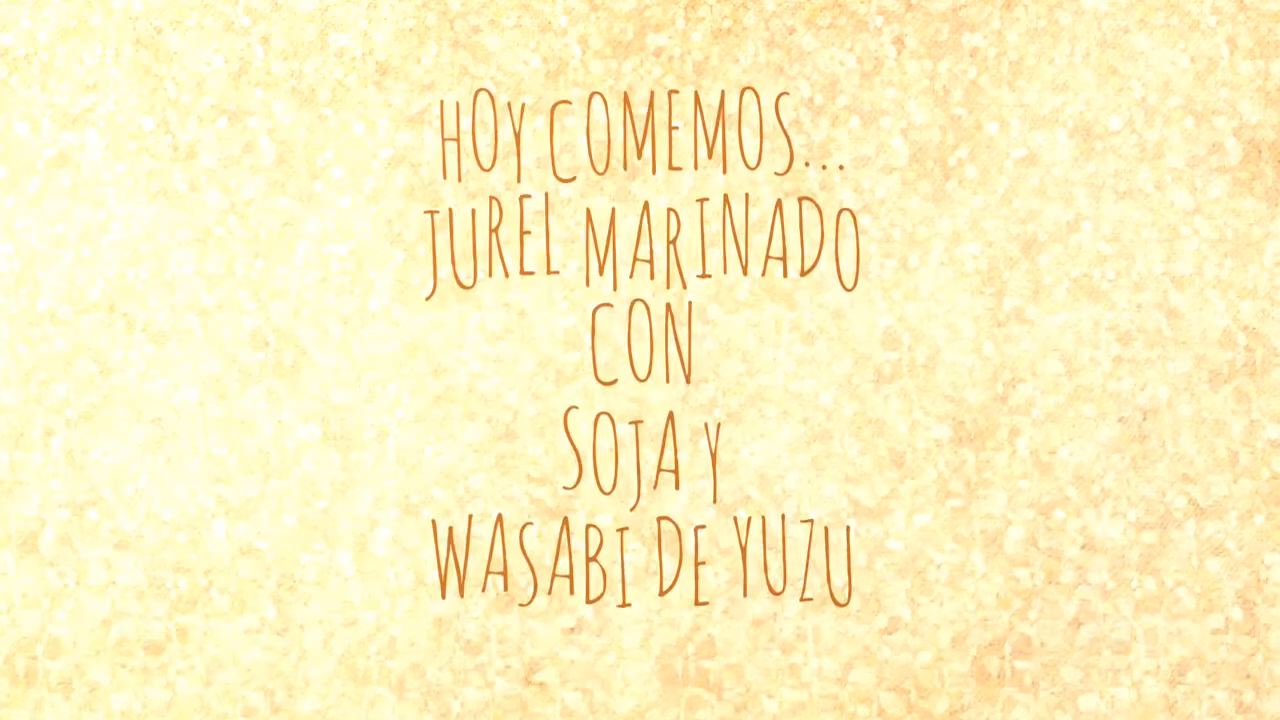 HOY COMEMOS...
JUREL MARINADO
CON
SOJA Y
WASABI DE YUZU